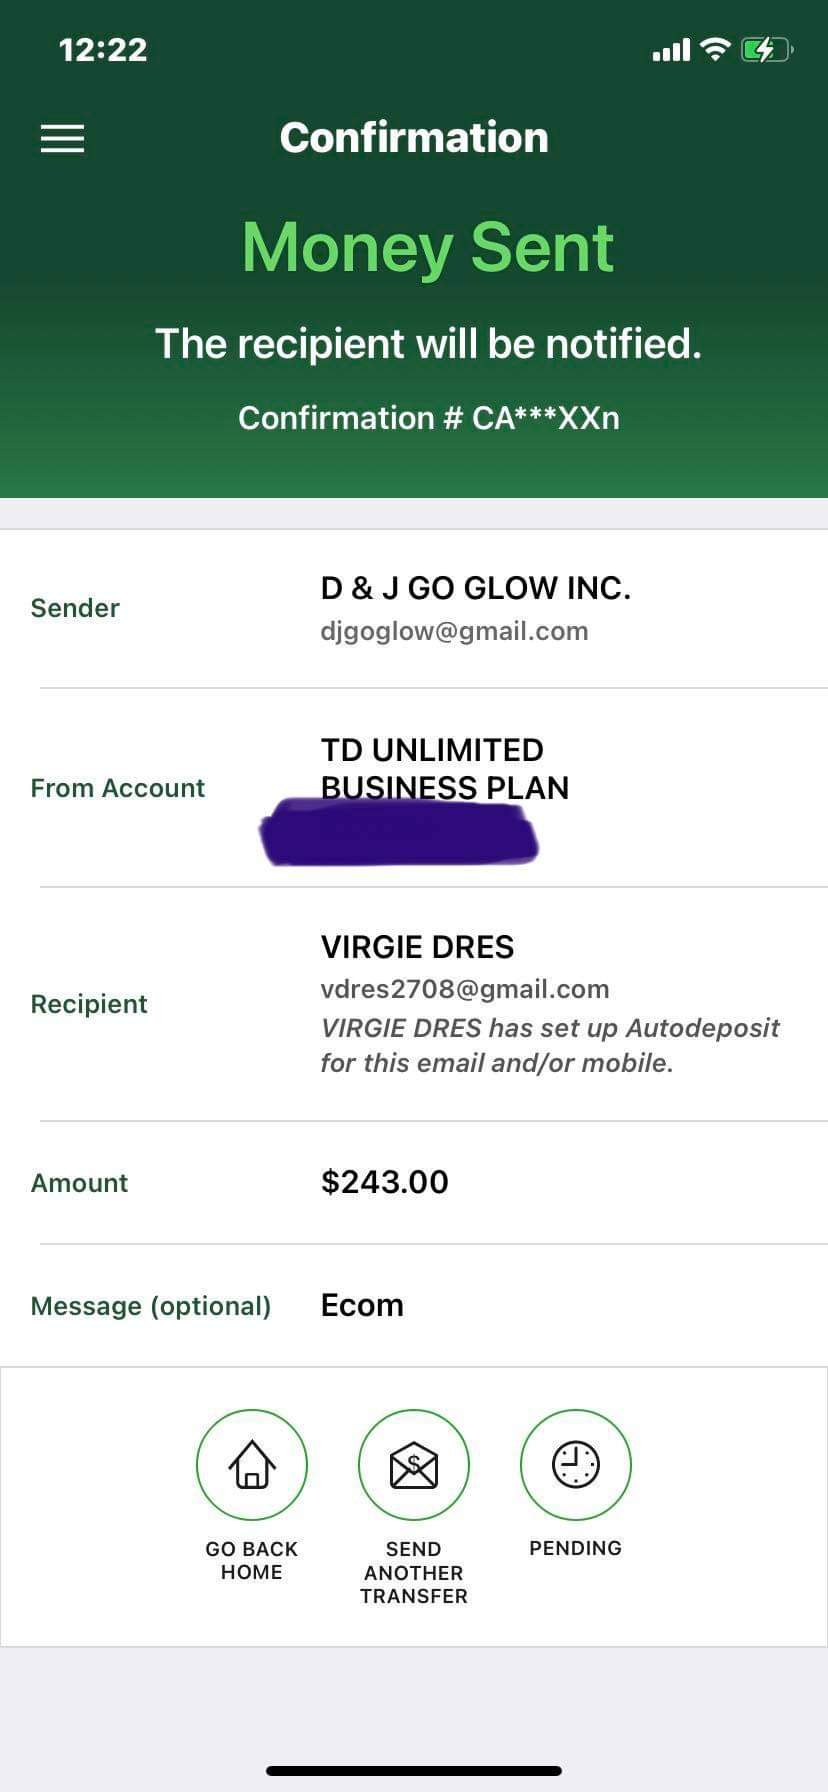 12:22
Confirmation
Money Sent
The recipient will be notified.
Confirmation # CA***XXn
Sender
D & J GO GLOW INC.
djgoglow@gmail.com
From Account
TD UNLIMITED
BUSINESS PLAN
Recipient
VIRGIE DRES
vdres2708@gmail.com
VIRGIE DRES has set up Autodeposit
for this email and/or mobile.
Amount
$243.00
Message (optional)
Ecom
GO BACK
HOME
SEND
ANOTHER
TRANSFER
PENDING